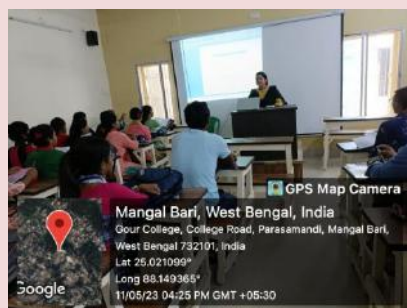 GPS Map Camera
Mangal Bari, West Bengal, India
Gour College, College Road, Parasamandi, Mangal Bari,
West Bengal 732101, India
Lat 25.021099°
Long 88.149365°
11/05/23 04:25 PM GMT +05:30
Google